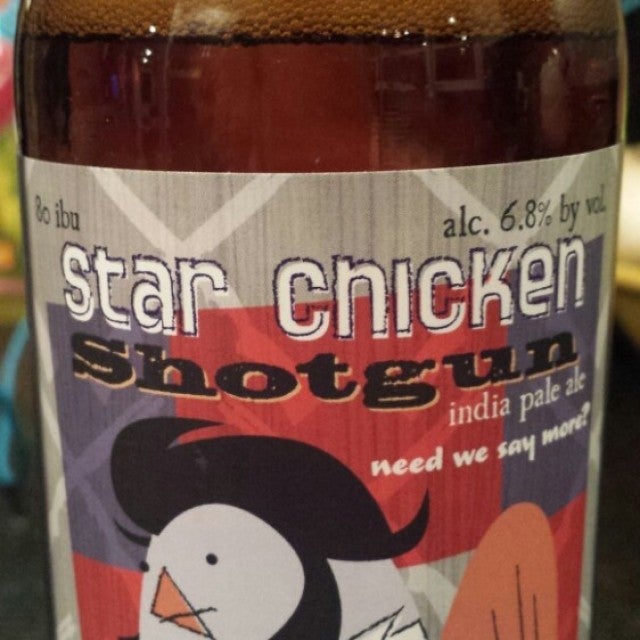 80 ibu
alc. 6.8% by vol.
star chicken
Shotgun
india pale ale
need we say more?